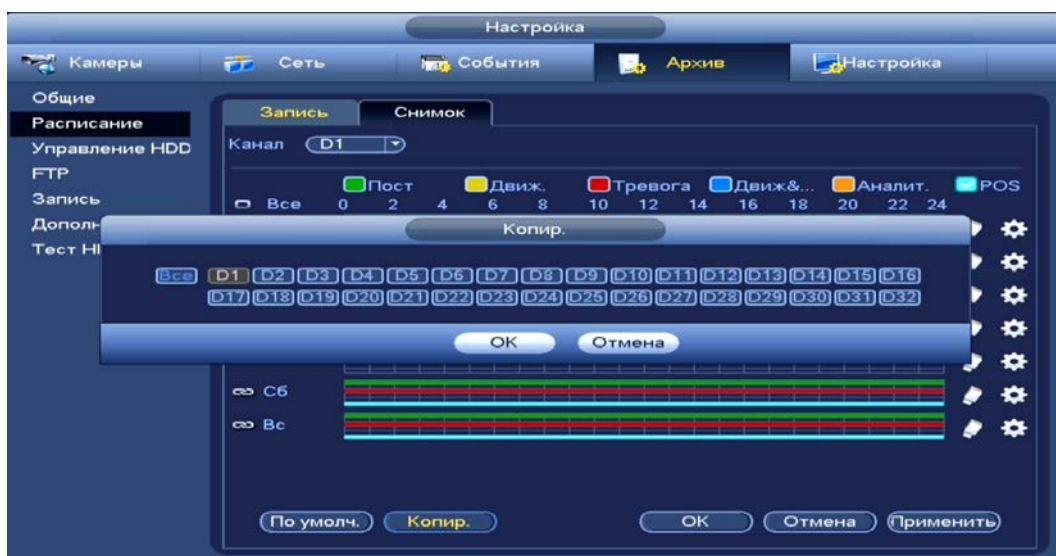 Настройка
Камеры Сеть События Архив Настройка
Общие
Расписание
Управление HDD
FTP
Запись
Дополн
Тест HI
Запись Снимок
Канал D1
Пост Движ. Тревога Движ&... Аналит. POS
Все 0 2 4 6 8 10 12 14 16 18 20 22 24
Копир.
Все D1 D2 D3 D4 D5 D6 D7 D8 D9 D10 D11 D12 D13 D14 D15 D16
D17 D18 D19 D20 D21 D22 D23 D24 D25 D26 D27 D28 D29 D30 D31 D32
OK Отмена
Сб
Вс
По умолч. Копир. OK Отмена Применить